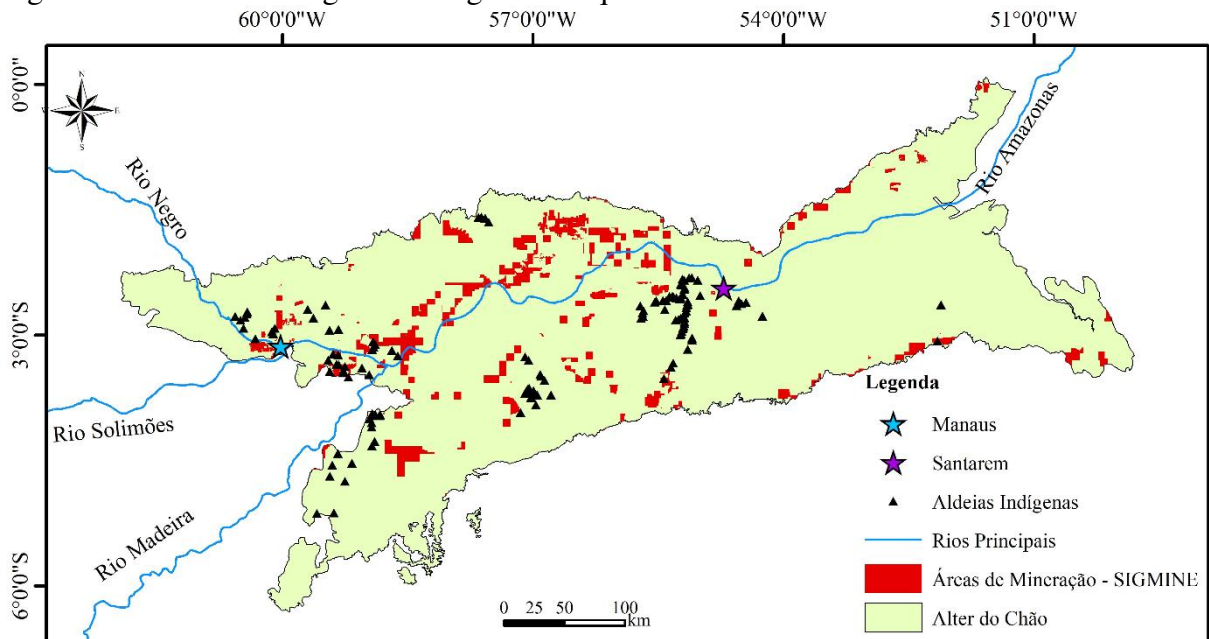 60°0'0"W 57°0'0"W 54°0'0"W 51°0'0"W
0°0'0"
3°0'0"S
6°0'0"S
N
W E
S
Rio Negro
Rio Solimões
Rio Madeira
Rio Amazonas
Legenda
Manaus
Santarem
Aldeias Indígenas
Rios Principais
Áreas de Mineração - SIGMINE
Alter do Chão
0 25 50 100
km